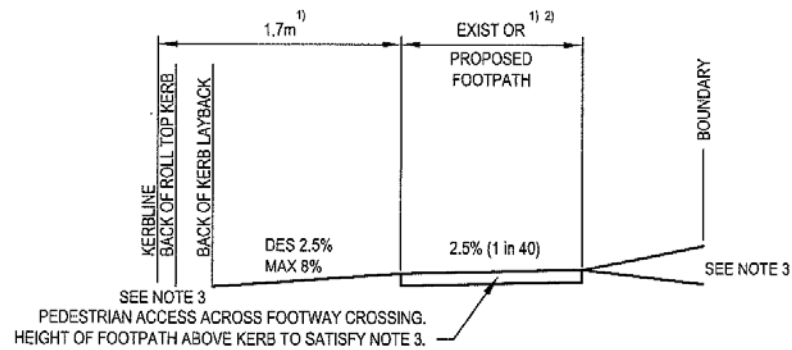 1.7m 1)
EXIST OR 1) 2)
PROPOSED
FOOTPATH
KERBLINE
BACK OF ROLL TOP KERB
BACK OF KERB LAYBACK
BOUNDARY
DES 2.5%
MAX 8%
2.5% (1 in 40)
SEE NOTE 3
SEE NOTE 3
PEDESTRIAN ACCESS ACROSS FOOTWAY CROSSING.
HEIGHT OF FOOTPATH ABOVE KERB TO SATISFY NOTE 3.